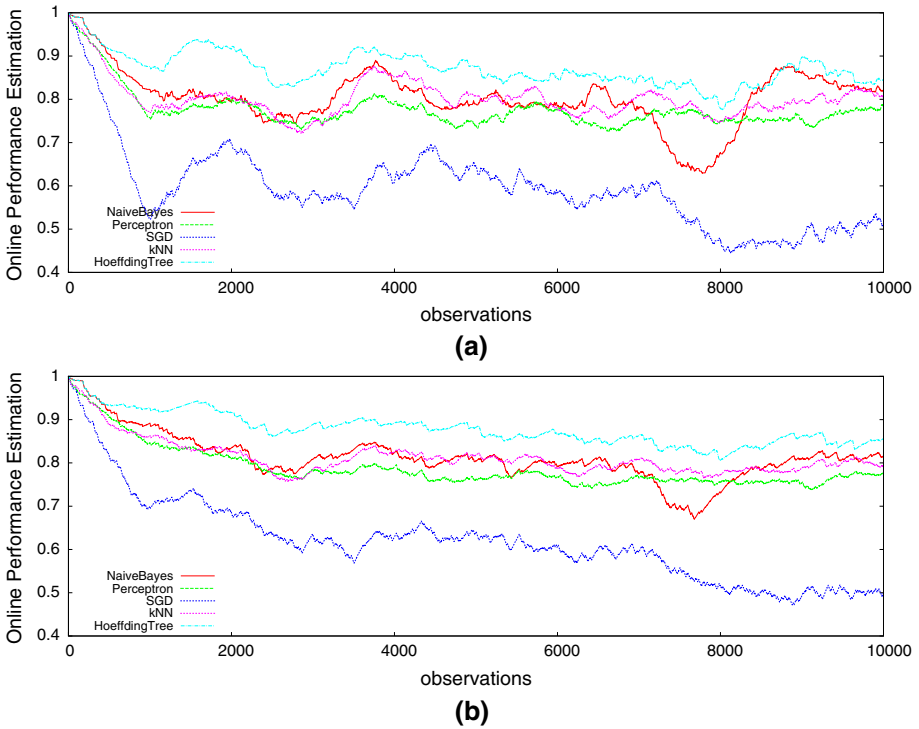 Online Performance Estimation
1
0.9
0.8
0.7
0.6
0.5
0.4
NaiveBayes
Perceptron
SGD
kNN
HoeffdingTree
0
2000
4000
6000
8000
10000
observations
(a)
Online Performance Estimation
1
0.9
0.8
0.7
0.6
0.5
0.4
NaiveBayes
Perceptron
SGD
kNN
HoeffdingTree
0
2000
4000
6000
8000
10000
observations
(b)